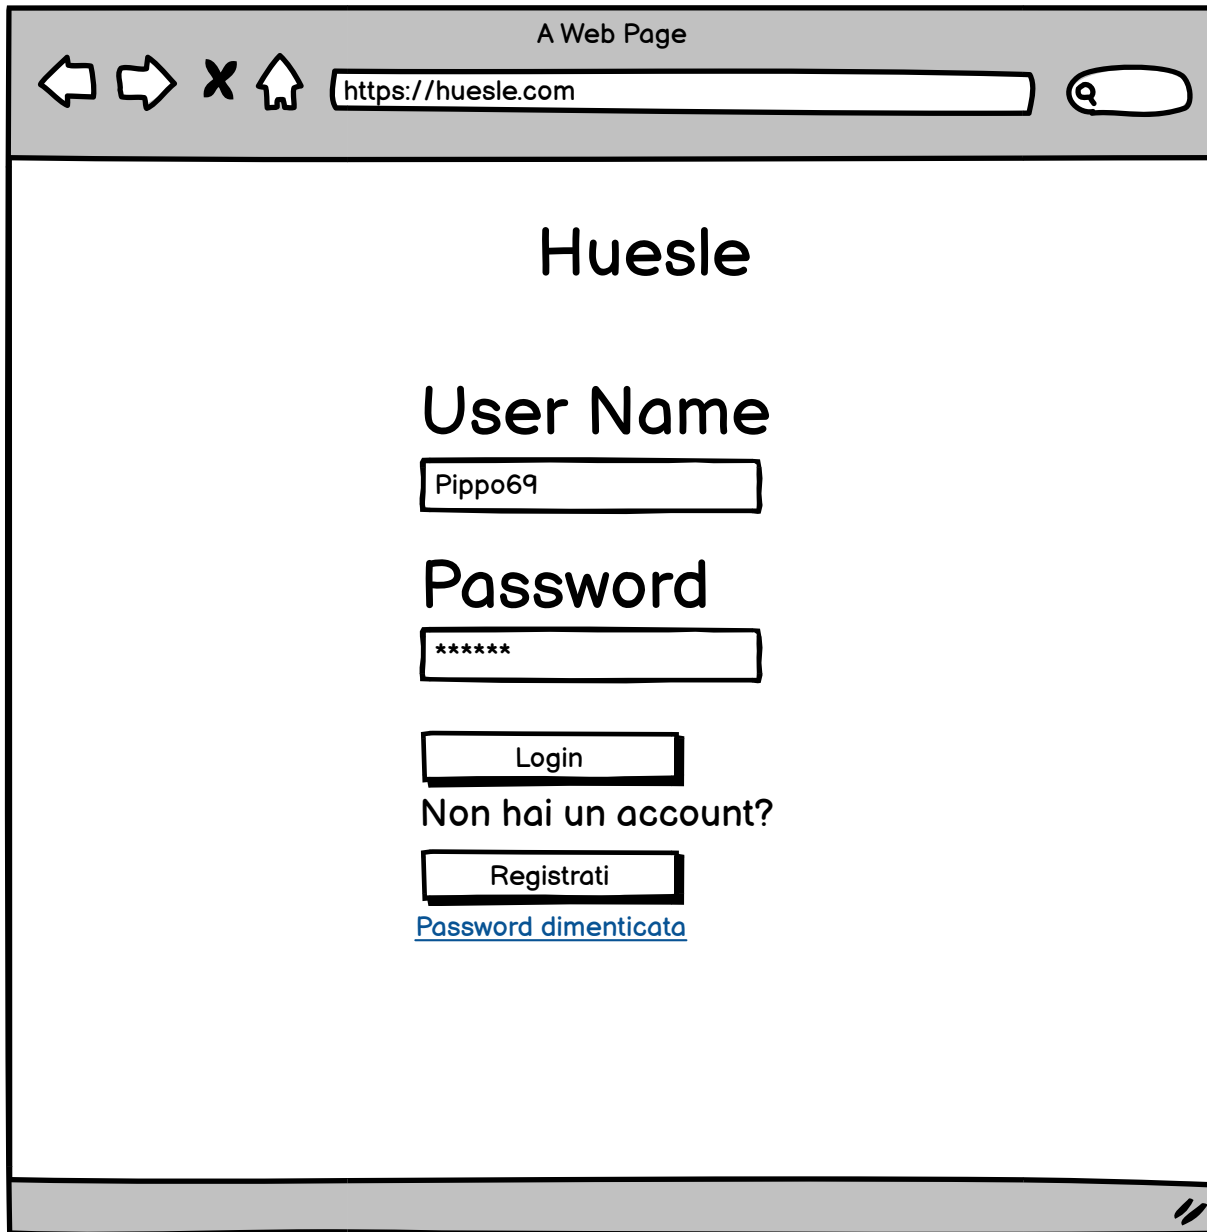 A Web Page
https://huesle.com
Huesle
User Name
Pippo69
Password
******
Login
Non hai un account?
Registrati
Password dimenticata